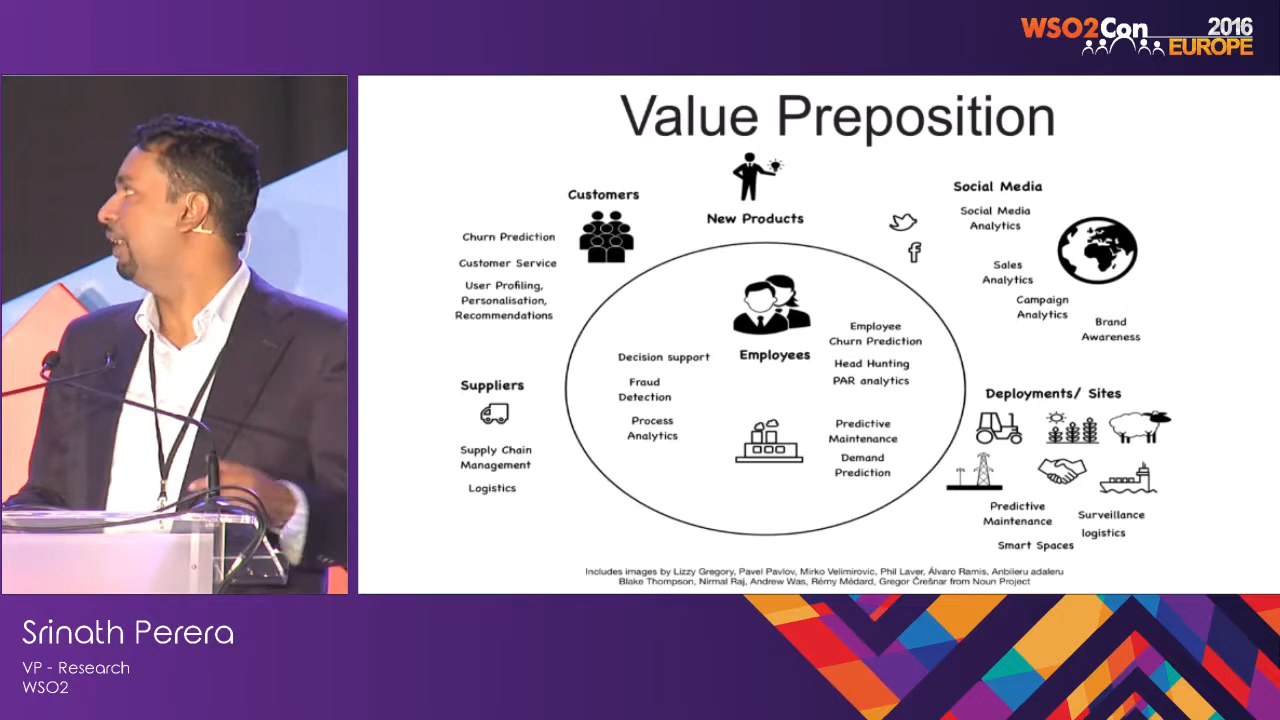 WSO2Con 2016
EUROPE
Value Preposition
Customers
New Products
Social Media
Social Media
Analytics
Churn Prediction
Customer Service
User Profiling,
Personalisation,
Recommendations
Sales
Analytics
Campaign
Analytics
Brand
Awareness
Employees
Decision support
Fraud
Detection
Process
Analytics
Employee
Churn Prediction
Head Hunting
PAR analytics
Predictive
Maintenance
Demand
Prediction
Suppliers
Supply Chain
Management
Logistics
Deployments/ Sites
Predictive
Maintenance
Surveillance
logistics
Smart Spaces
Includes images by Lizzy Gregory, Pavel Pavlov, Mirko Velimirovic, Phil Laver, Álvaro Ramis, Anbileru adaleru
Blake Thompson, Nirmal Raj, Andrew Was, Rémy Médard, Gregor Črešnar from Noun Project
Srinath Perera
VP - Research
WSO2